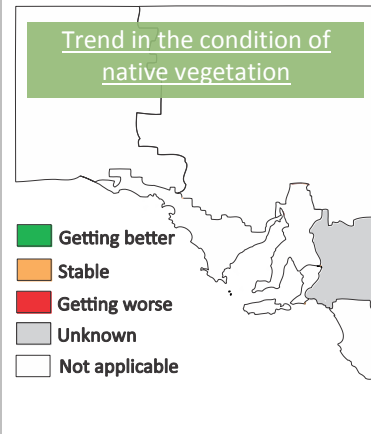 Trend in the condition of
native vegetation
Getting better
Stable
Getting worse
Unknown
Not applicable